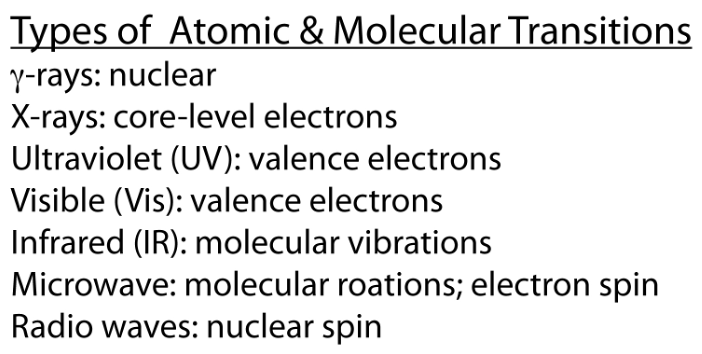 Types of Atomic & Molecular Transitions
γ-rays: nuclear
X-rays: core-level electrons
Ultraviolet (UV): valence electrons
Visible (Vis): valence electrons
Infrared (IR): molecular vibrations
Microwave: molecular roations; electron spin
Radio waves: nuclear spin